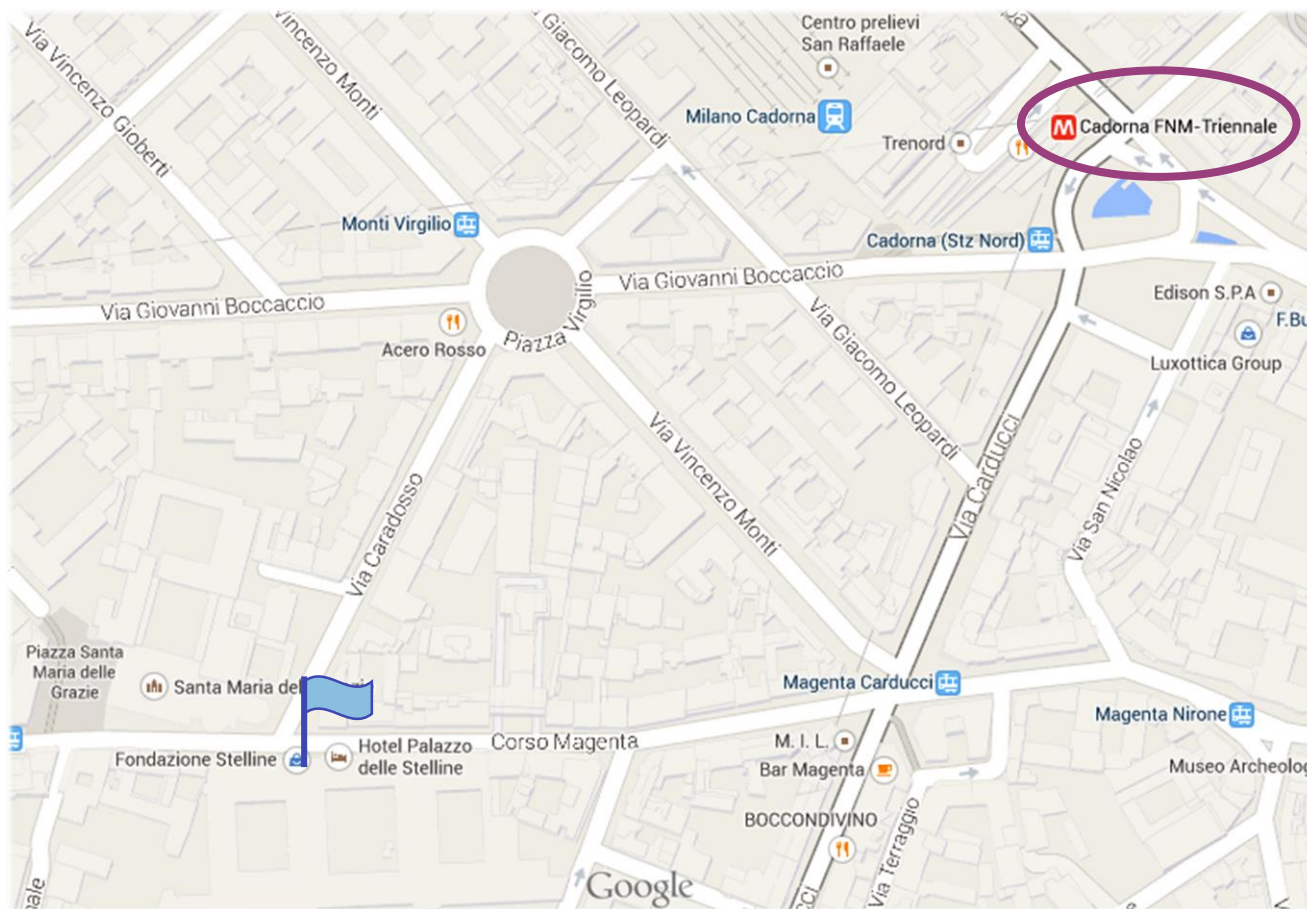 Centro prelievi
San Raffaele
Via Vincenzo Gioberti
Vincenzo Monti
Giacomo Leopardi
Milano Cadorna
Trenord
Cadorna FNM-Triennale
Monti Virgilio
Cadorna (Stz Nord)
Via Giovanni Boccaccio
Via Giovanni Boccaccio
Edison S.P.A
F.Bu
Acero Rosso
Piazza Virgilio
Via Giacomo Leopardi
Luxottica Group
Via Vincenzo Monti
Via Carducci
Via San Nicolao
Via Caradosso
Piazza Santa
Maria delle
Grazie
Santa Maria del
Magenta Carducci
Magenta Nirone
Fondazione Stelline
Hotel Palazzo
delle Stelline
Corso Magenta
M. I. L.
Bar Magenta
Museo Archeolog
BOCCONDIVINO
Via Terraggio
Google